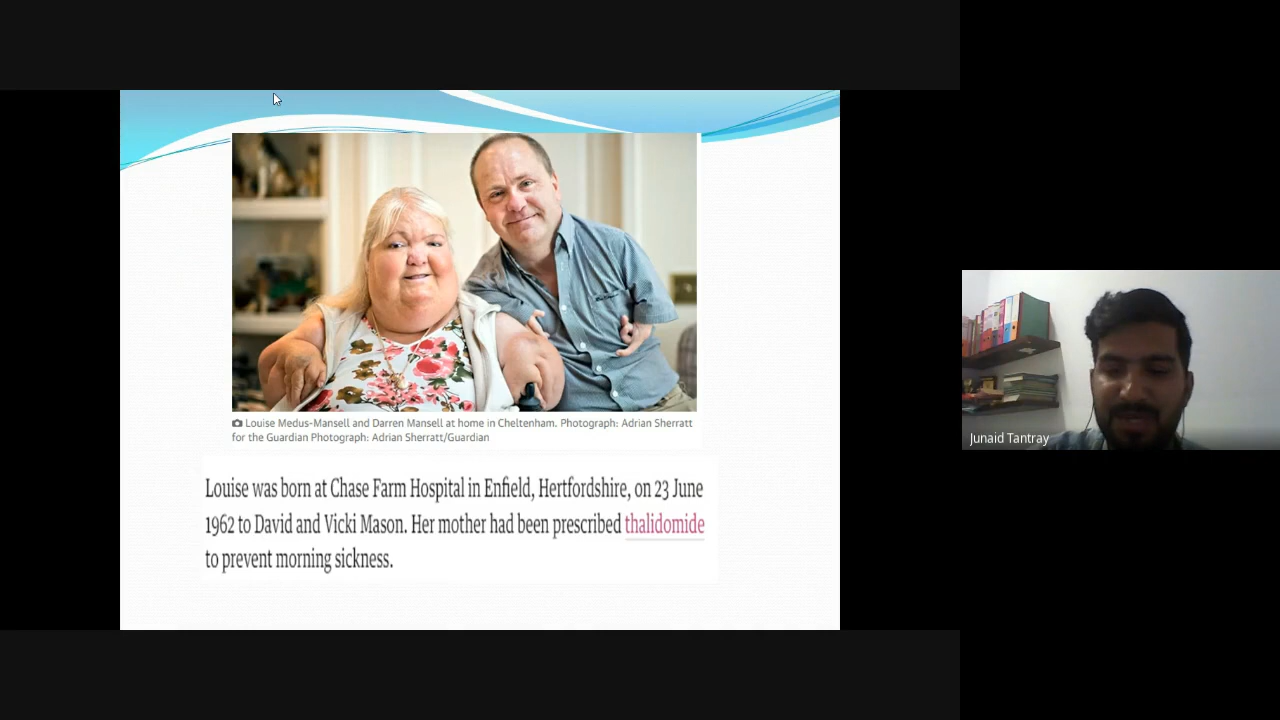 Louise Medus-Mansell and Darren Mansell at home in Cheltenham. Photograph: Adrian Sherratt
for the Guardian Photograph: Adrian Sherratt/Guardian
Louise was born at Chase Farm Hospital in Enfield, Hertfordshire, on 23 June
1962 to David and Vicki Mason. Her mother had been prescribed thalidomide
to prevent morning sickness.
Junaid Tantray